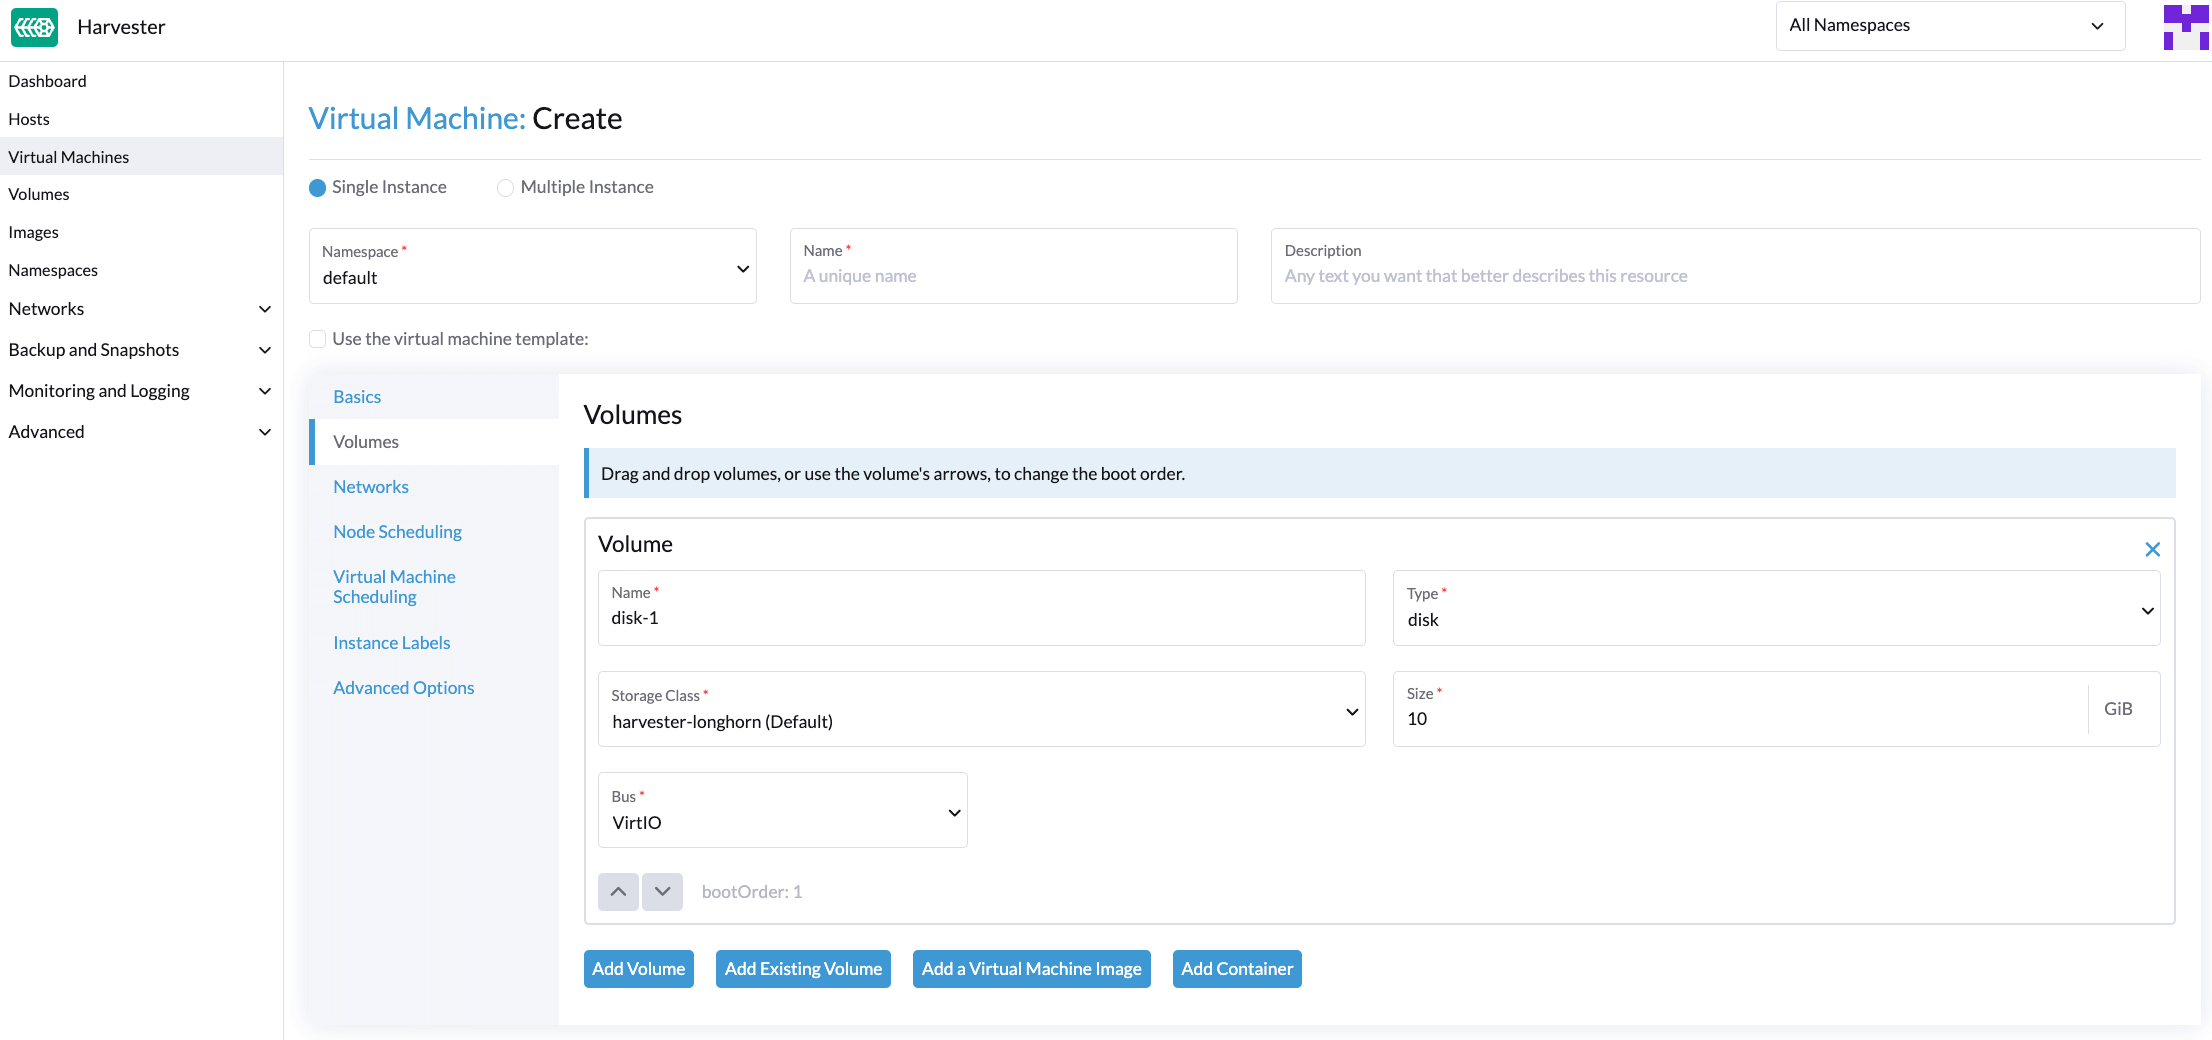 Harvester
All Namespaces
Dashboard
Hosts
Virtual Machines
Volumes
Images
Namespaces
Networks
Backup and Snapshots
Monitoring and Logging
Advanced
Virtual Machine: Create
Single Instance
Multiple Instance
Namespace *
default
Name *
A unique name
Description
Any text you want that better describes this resource
Use the virtual machine template:
Basics
Volumes
Networks
Node Scheduling
Virtual Machine
Scheduling
Instance Labels
Advanced Options
Volumes
Drag and drop volumes, or use the volume's arrows, to change the boot order.
Volume
Name *
disk-1
Type *
disk
Storage Class *
harvester-longhorn (Default)
Size *
10
GiB
Bus *
VirtIO
bootOrder: 1
Add Volume
Add Existing Volume
Add a Virtual Machine Image
Add Container